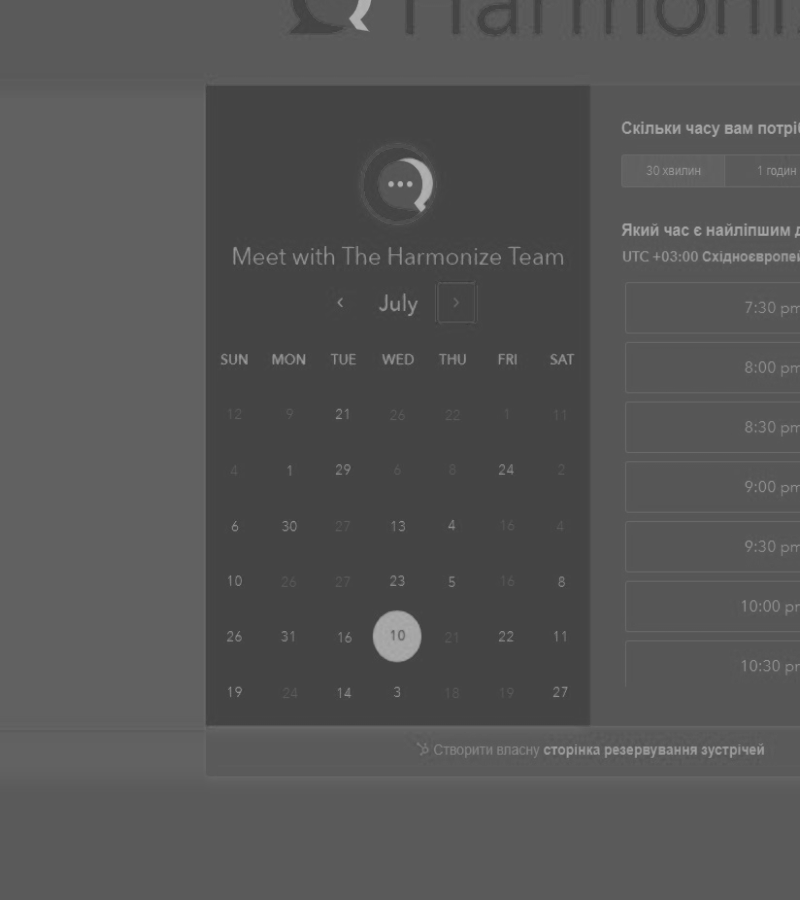 Harmoni
Meet with The Harmonize Team
July
SUN MON TUE WED THU FRI SAT
12 9 21 26 22 1 11
4 1 29 6 8 24 2
6 30 27 13 4 16 4
10 26 27 23 5 16 8
26 31 16 10 21 22 11
19 24 14 3 18 19 27
Скільки часу вам потріб
30 хвилин 1 годин
Який час є найліпшим д
UTC +03:00 Східноєвропей
7:30 pm
8:00 pm
8:30 pm
9:00 pm
9:30 pm
10:00 pm
10:30 pm
Створити власну сторінка резервування зустрічей